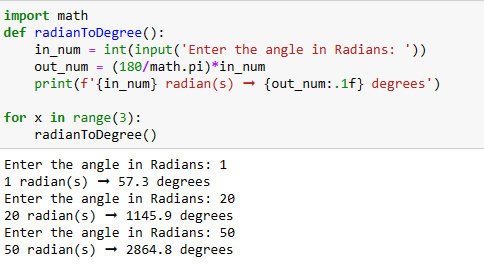 import math
def radianToDegree():
    in_num = int(input('Enter the angle in Radians: '))
    out_num = (180/math.pi)*in_num
    print(f'{in_num} radian(s) → {out_num:.1f} degrees')
for x in range(3):
    radianToDegree()
Enter the angle in Radians: 1
1 radian(s) → 57.3 degrees
Enter the angle in Radians: 20
20 radian(s) → 1145.9 degrees
Enter the angle in Radians: 50
50 radian(s) → 2864.8 degrees